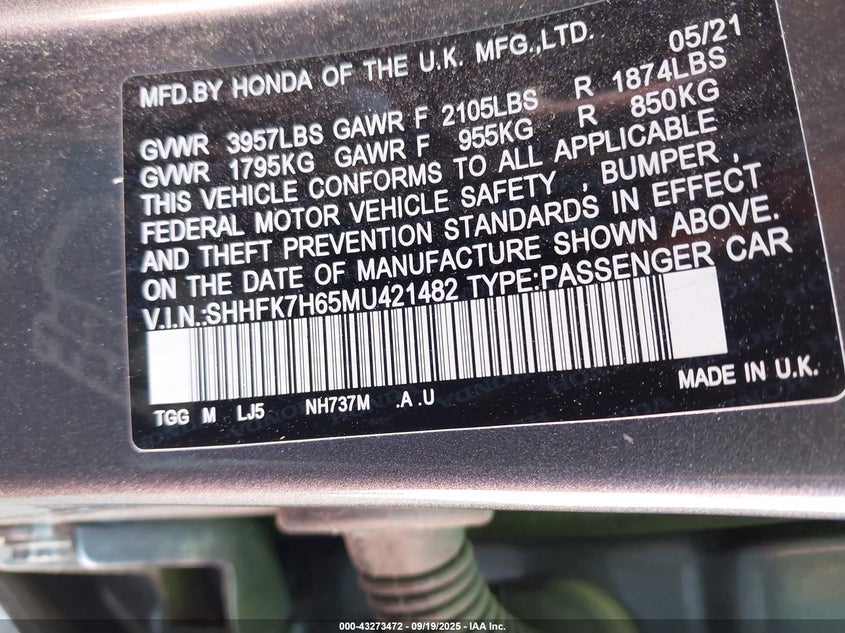 MFD.BY HONDA OF THE U.K. MFG.,LTD. 05/21
GVWR 3957LBS GAWR F 2105LBS R 1874LBS
GVWR 1795KG GAWR F 955KG R 850KG
THIS VEHICLE CONFORMS TO ALL APPLICABLE
FEDERAL MOTOR VEHICLE SAFETY , BUMPER ,
AND THEFT PREVENTION STANDARDS IN EFFECT
ON THE DATE OF MANUFACTURE SHOWN ABOVE.
V.I.N.:SHHFK7H65MU421482 TYPE:PASSENGER CAR
TGG M LJ5 NH737M .A .U MADE IN U.K.
000-43273472 - 09/19/2025 - IAA Inc.